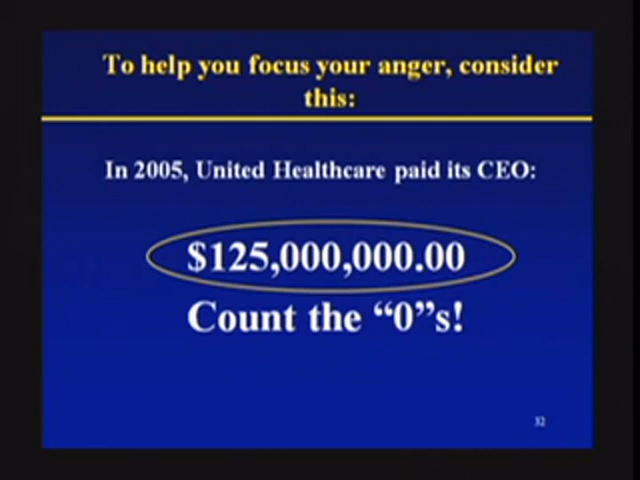 To help you focus your anger, consider
this:
In 2005, United Healthcare paid its CEO:
$125,000,000.00
Count the “0”s!
32